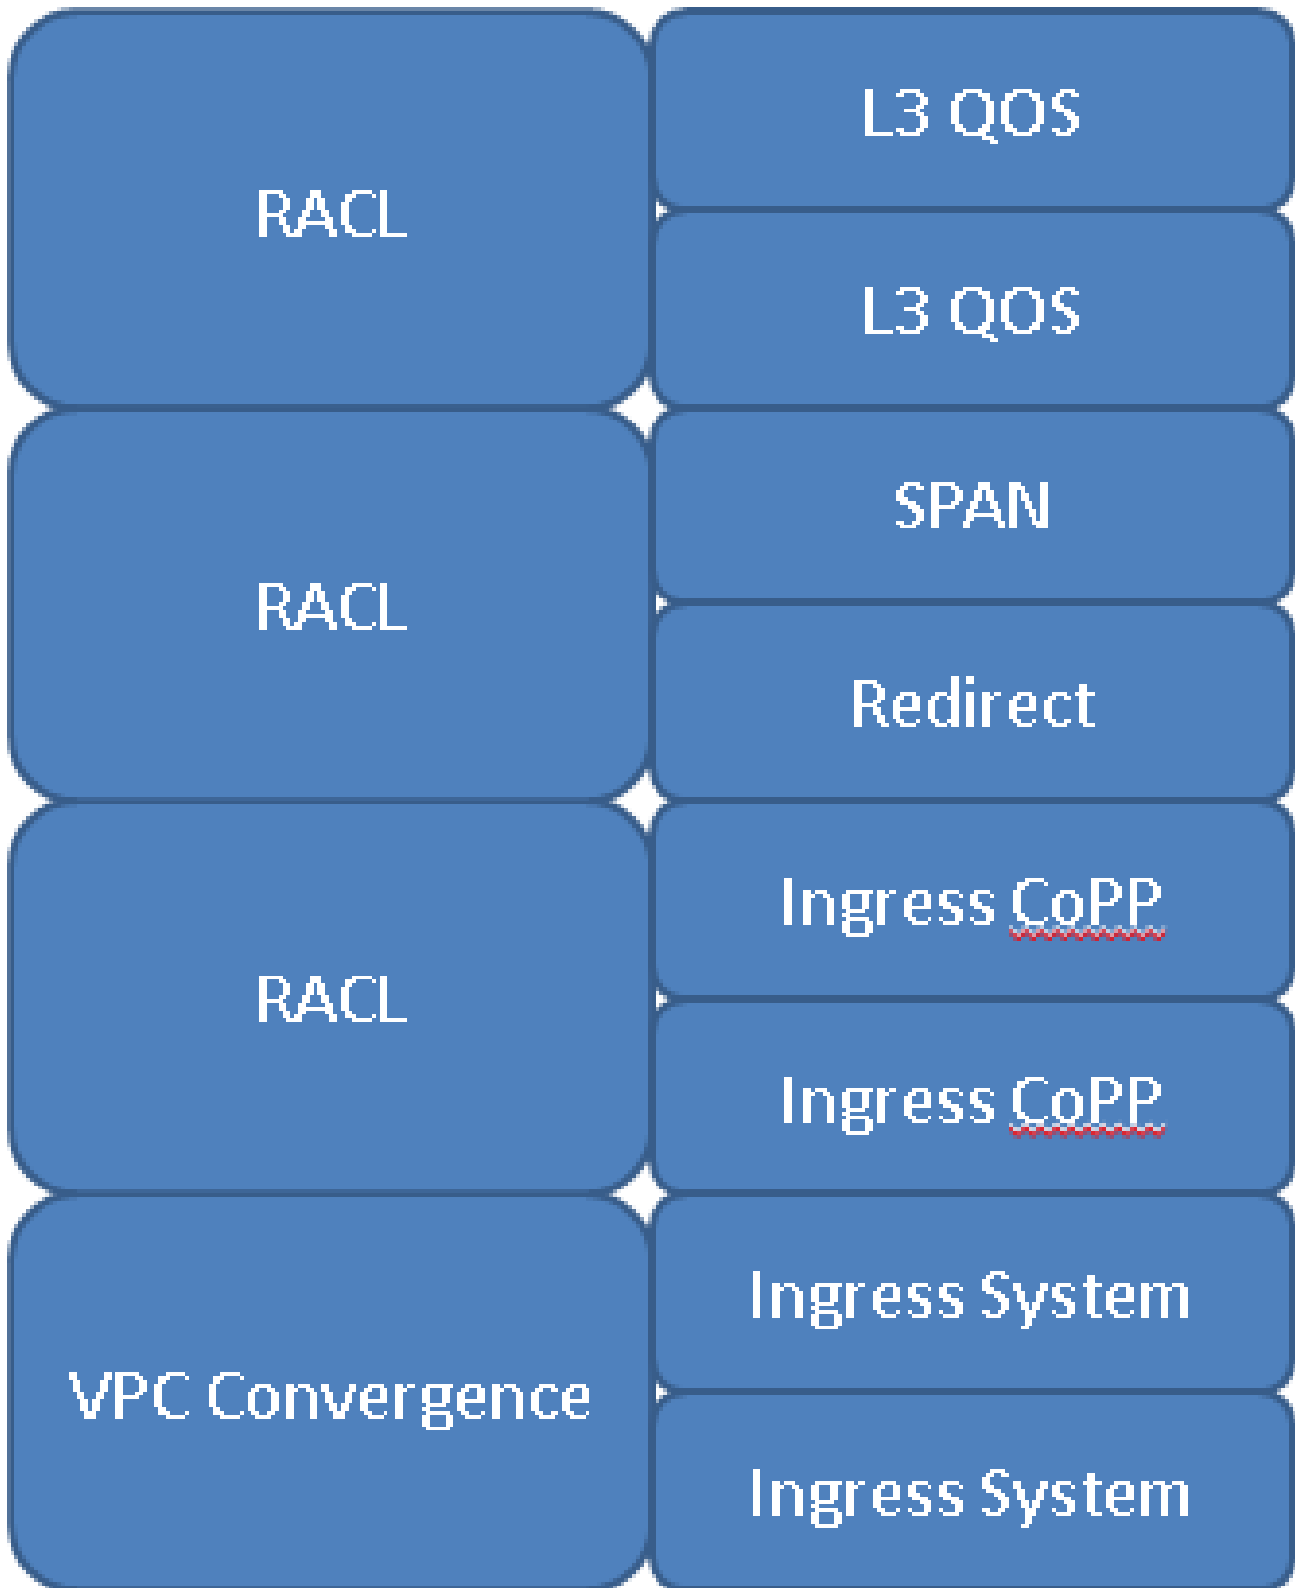 RACL
L3 QOS
L3 QOS
RACL
SPAN
Redirect
RACL
Ingress CoPP
Ingress CoPP
VPC Convergence
Ingress System
Ingress System